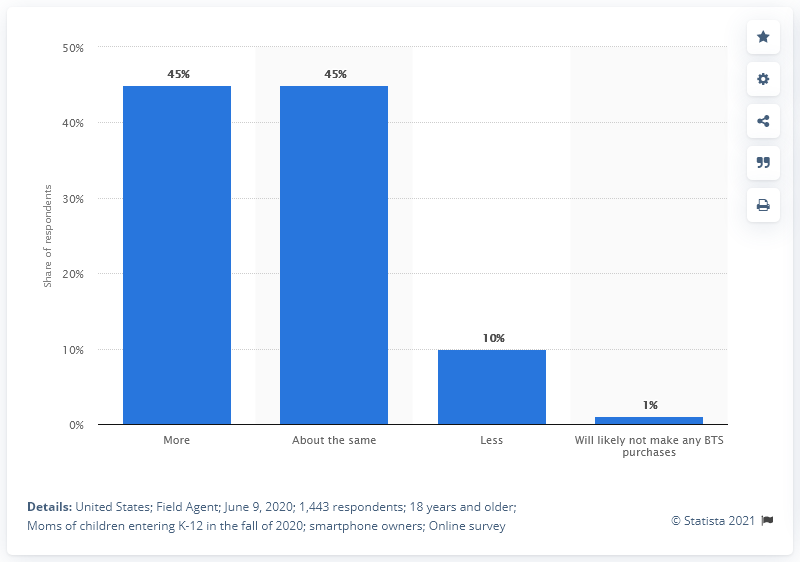 50%
40%
30%
20%
10%
0%
Share of respondents
45%
45%
10%
1%
More
About the same
Less
Will likely not make any BTS
purchases
Details: United States; Field Agent; June 9, 2020; 1,443 respondents; 18 years and older;
Moms of children entering K-12 in the fall of 2020; smartphone owners; Online survey
© Statista 2021